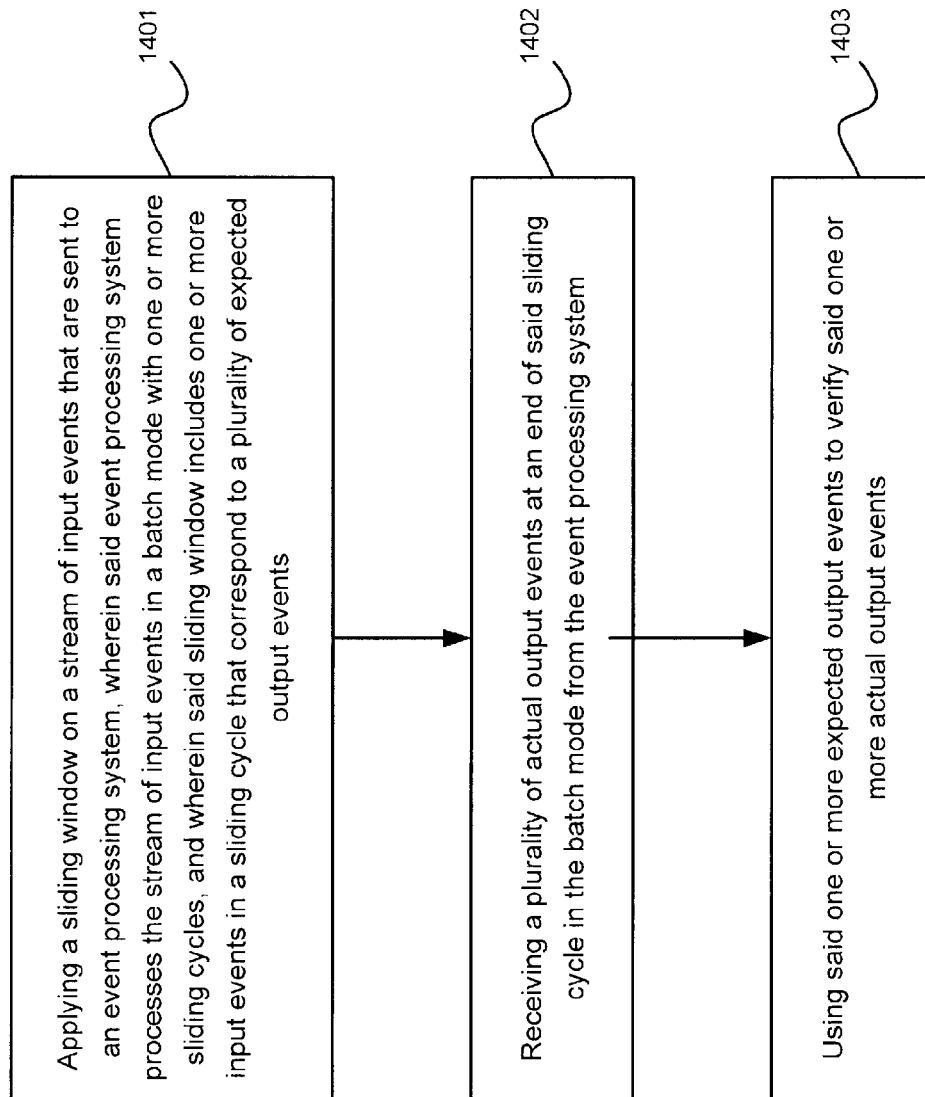 Applying a sliding window on a stream of input events that are sent to
an event processing system, wherein said event processing system
processes the stream of input events in a batch mode with one or more
sliding cycles, and wherein said sliding window includes one or more
input events in a sliding cycle that correspond to a plurality of expected
output events
1401
Receiving a plurality of actual output events at an end of said sliding
cycle in the batch mode from the event processing system
1402
Using said one or more expected output events to verify said one or
more actual output events
1403